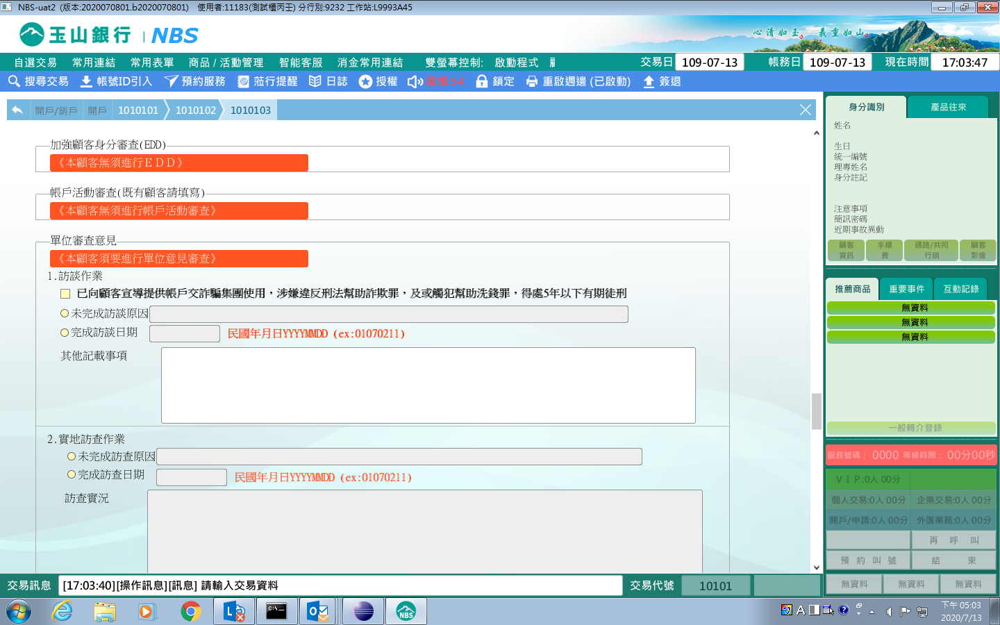 NBS-uat2 (版本:2020070801.b2020070801) 使用者:11183(測試櫃丙壬) 分行別:9232 工作站:L9993A45
玉山銀行 | NBS
心清如玉。 義重如山。
自選交易 常用連結 常用表單 商品 / 活動管理 智能客服 消金常用連結 雙螢幕控制: 啟動程式
交易日 109-07-13 帳務日 109-07-13 現在時間 17:03:47
搜尋交易 帳號ID引入 預約服務 蒞行提醒 日誌 授權 鎖定 重啟週邊 (已啟動) 簽退
開戶/銷戶 開戶 1010101 1010102 1010103
加強顧客身分審查(EDD)
《本顧客無須進行ＥＤＤ》
帳戶活動審查(既有顧客請填寫)
《本顧客無須進行帳戶活動審查》
單位審查意見
《本顧客須要進行單位意見審查》
1.訪談作業
已向顧客宣導提供帳戶交詐騙集團使用，涉嫌違反刑法幫助詐欺罪，及或觸犯幫助洗錢罪，得處5年以下有期徒刑
未完成訪談原因
完成訪談日期 民國年月日YYYYMMDD (ex:01070211)
其他記載事項
2.實地訪查作業
未完成訪查原因
完成訪查日期 民國年月日YYYYMMDD (ex:01070211)
訪查實況
身分識別 產品往來
姓名
生日
統一編號
理專姓名
身分註記
注意事項
簡訊密碼
近期事故異動
顧客資訊 手續費 通路/共同行銷 顧客影像
推薦商品 重要事件 互動記錄
無資料
無資料
無資料
一般轉介登錄
服務號碼： 0000 等候時間： 00分00秒
ＶＩＰ:0人 00分
個人交易:0人 00分 企業交易:0人 00分
開戶/申請:0人 00分 外匯業務:0人 00分
再 呼 叫
預 約 叫 號 結 束
無資料 無資料 無資料
交易訊息 [17:03:40][操作訊息][訊息] 請輸入交易資料 交易代號 10101
下午 05:03
2020/7/13